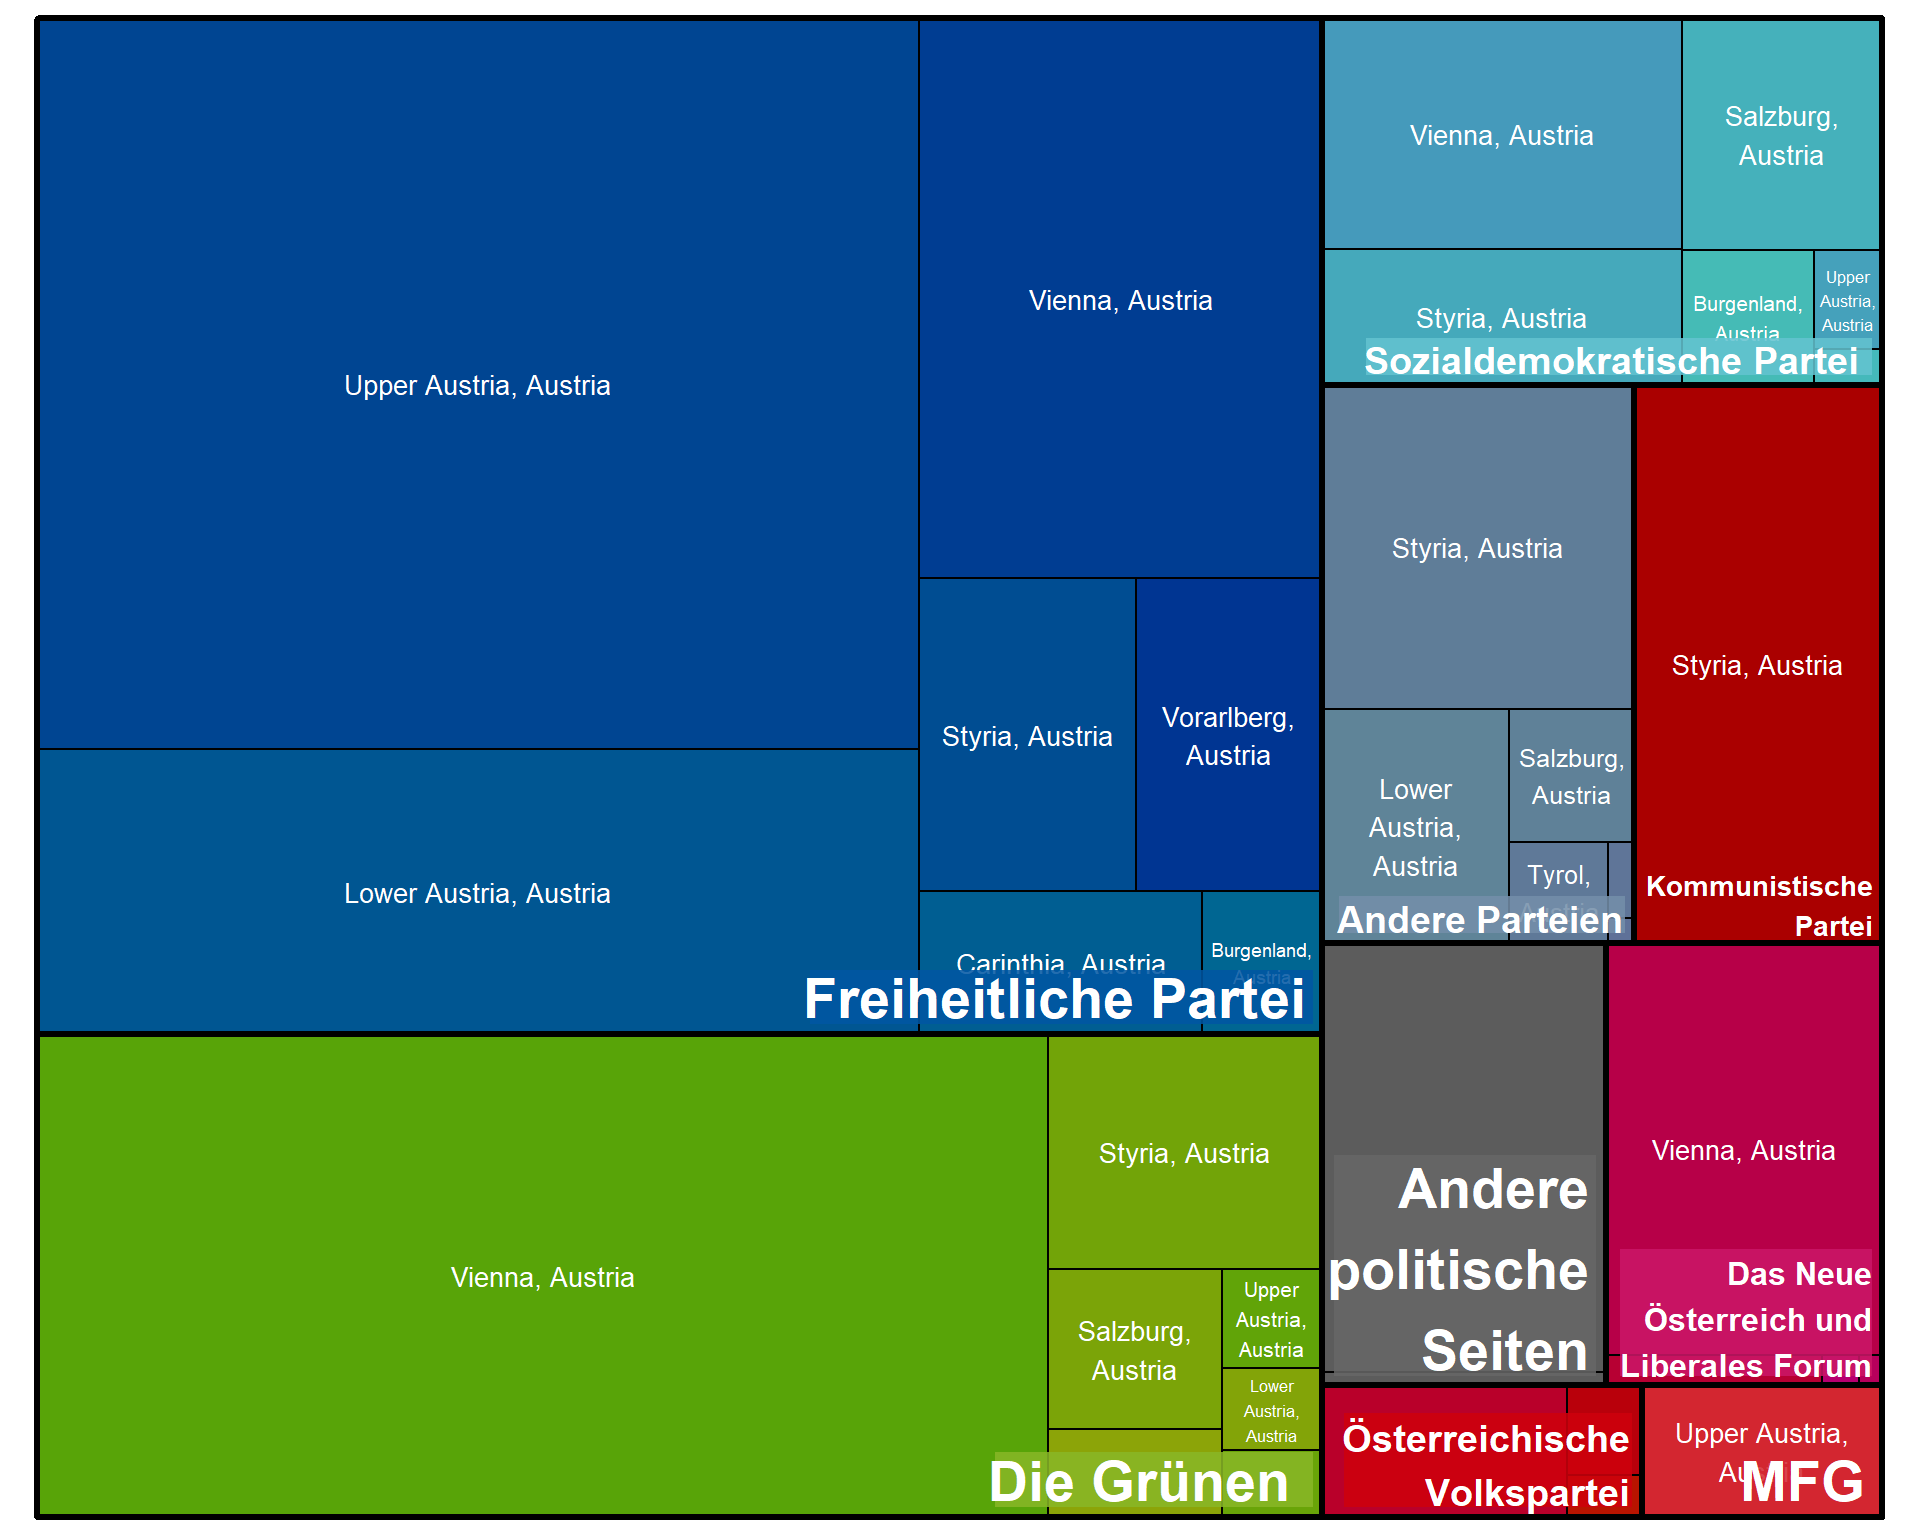 Upper Austria, Austria
Vienna, Austria
Styria, Austria
Vorarlberg,
Austria
Lower Austria, Austria
Carinthia, Austria
Burgenland,
Austria
Freiheitliche Partei
Vienna, Austria
Styria, Austria
Salzburg,
Austria
Upper
Austria,
Austria
Lower
Austria,
Austria
Die Grünen
Vienna, Austria
Salzburg,
Austria
Styria, Austria
Burgenland,
Austria
Upper
Austria,
Austria
Sozialdemokratische Partei
Styria, Austria
Lower
Austria,
Austria
Salzburg,
Austria
Tyrol,
Austria
Andere Parteien
Styria, Austria
Kommunistische
Partei
Andere
politische
Seiten
Vienna, Austria
Das Neue
Österreich und
Liberales Forum
Österreichische
Volkspartei
Upper Austria,
MFG